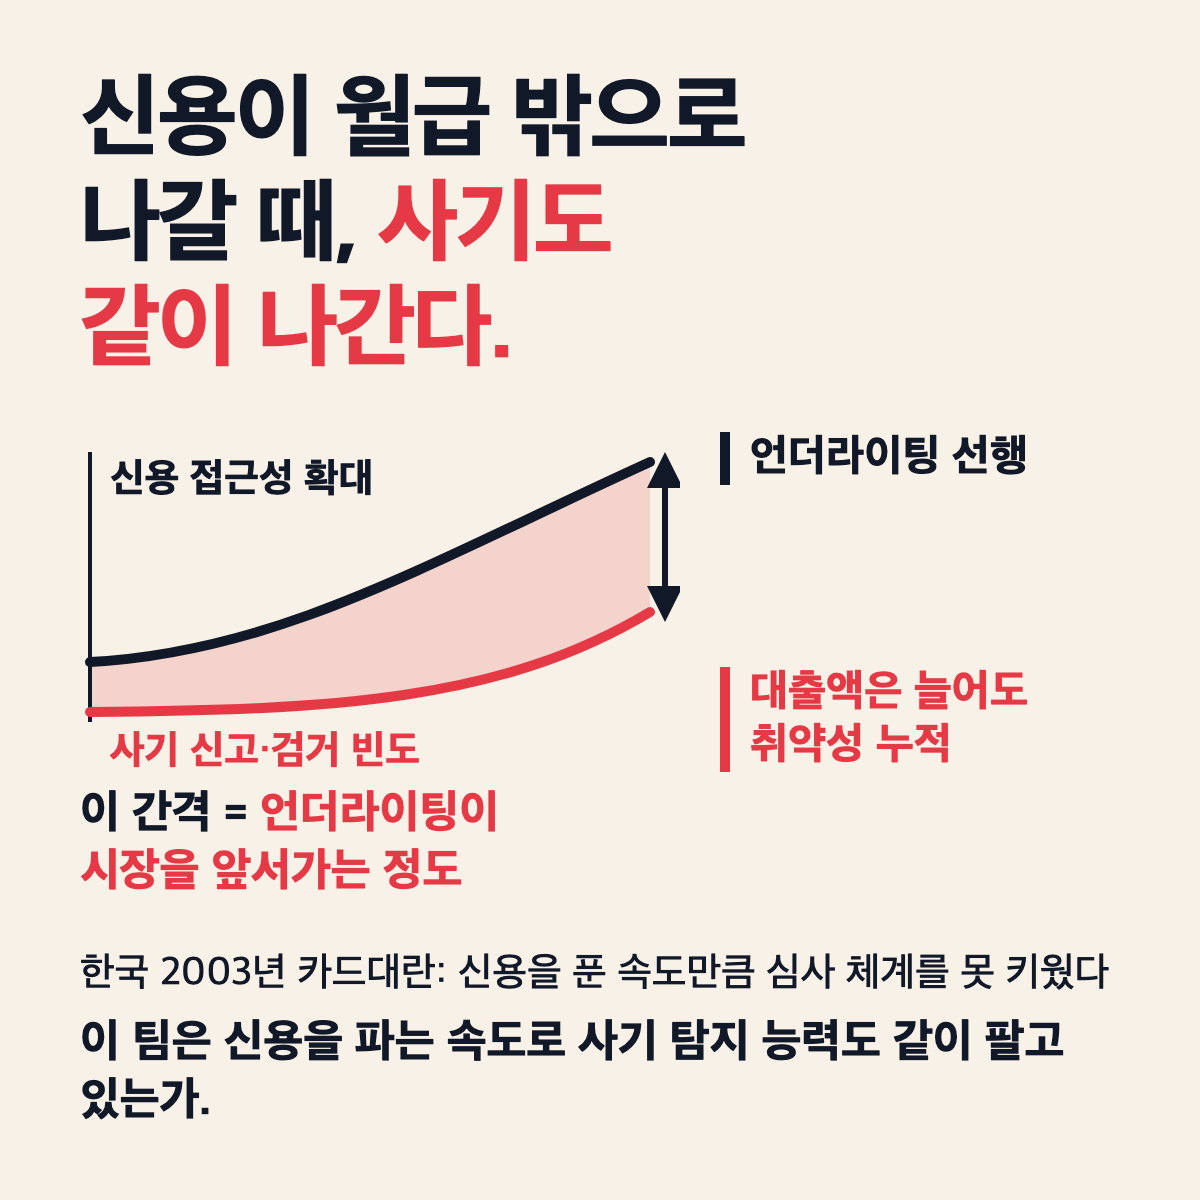 신용이 월급 밖으로
나갈 때, 사기도
같이 나간다.
신용 접근성 확대
언더라이팅 선행
대출액은 늘어도
취약성 누적
사기 신고·검거 빈도
이 간격 = 언더라이팅이
시장을 앞서가는 정도
한국 2003년 카드대란: 신용을 푼 속도만큼 심사 체계를 못 키웠다
이 팀은 신용을 파는 속도로 사기 탐지 능력도 같이 팔고
있는가.